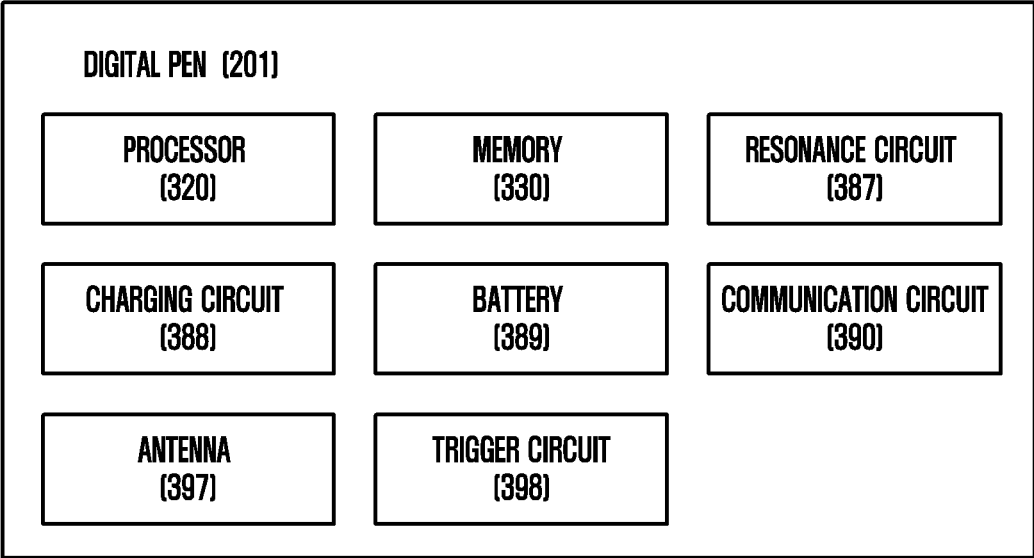 DIGITAL PEN (201)
PROCESSOR
(320)
MEMORY
(330)
RESONANCE CIRCUIT
(387)
CHARGING CIRCUIT
(388)
BATTERY
(389)
COMMUNICATION CIRCUIT
(390)
ANTENNA
(397)
TRIGGER CIRCUIT
(398)